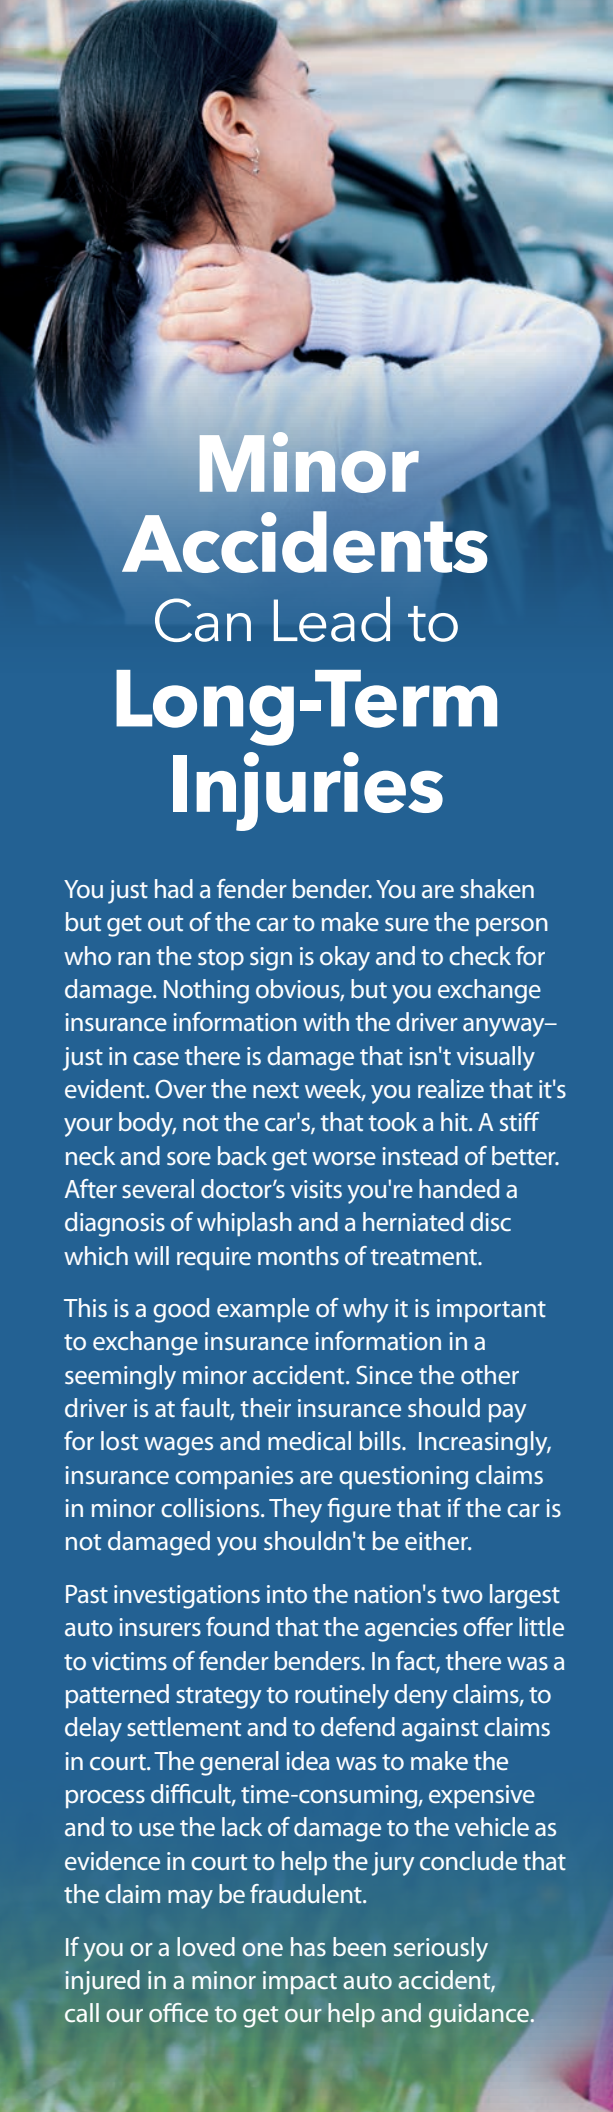 Minor
Accidents
Can Lead to
Long-Term
Injuries
You just had a fender bender. You are shaken
but get out of the car to make sure the person
who ran the stop sign is okay and to check for
damage. Nothing obvious, but you exchange
insurance information with the driver anyway–
just in case there is damage that isn't visually
evident. Over the next week, you realize that it's
your body, not the car's, that took a hit. A stiff
neck and sore back get worse instead of better.
After several doctor’s visits you're handed a
diagnosis of whiplash and a herniated disc
which will require months of treatment.
This is a good example of why it is important
to exchange insurance information in a
seemingly minor accident. Since the other
driver is at fault, their insurance should pay
for lost wages and medical bills.  Increasingly,
insurance companies are questioning claims
in minor collisions. They figure that if the car is
not damaged you shouldn't be either.
Past investigations into the nation's two largest
auto insurers found that the agencies offer little
to victims of fender benders. In fact, there was a
patterned strategy to routinely deny claims, to
delay settlement and to defend against claims
in court. The general idea was to make the
process difficult, time-consuming, expensive
and to use the lack of damage to the vehicle as
evidence in court to help the jury conclude that
the claim may be fraudulent.
If you or a loved one has been seriously
injured in a minor impact auto accident,
call our office to get our help and guidance.